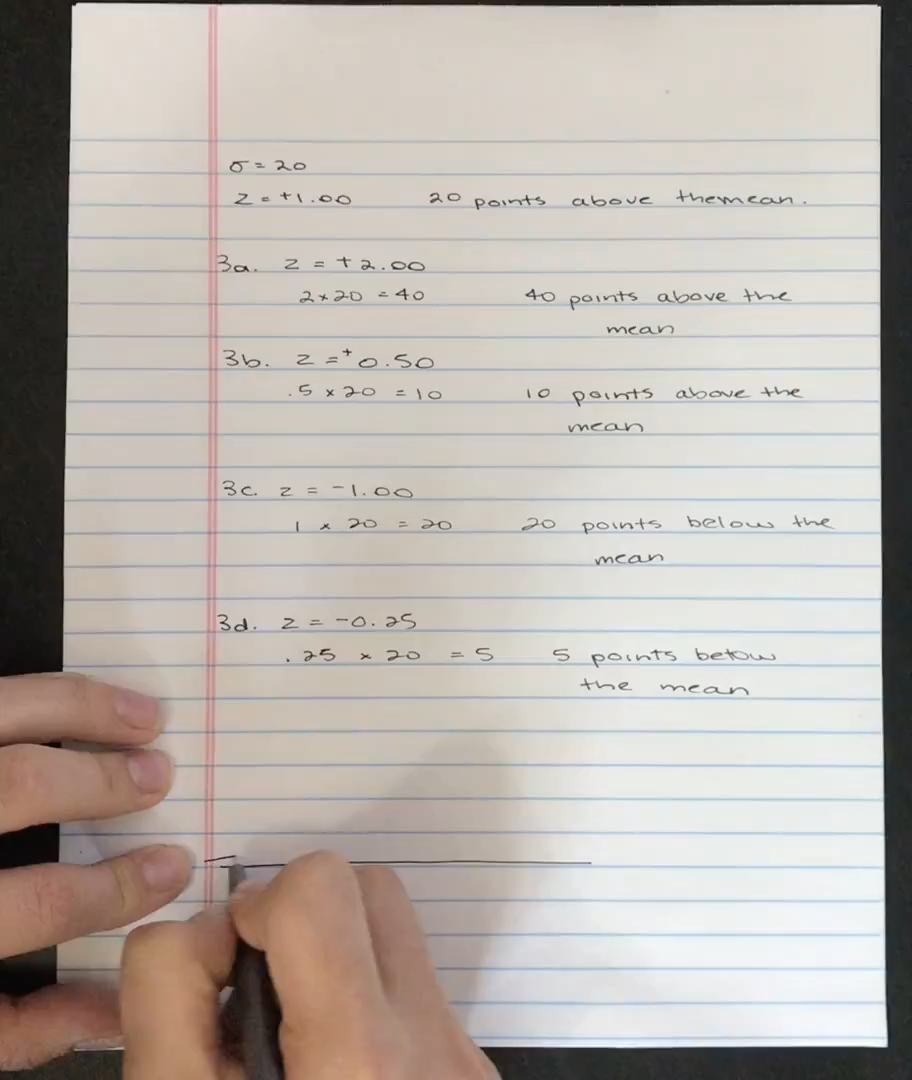 σ = 20
z = +1.00 20 points above themean.
3a. z = +2.00
2 × 20 = 40 40 points above the
mean
3b. z = +0.50
.5 × 20 = 10 10 points above the
mean
3c. z = -1.00
1 × 20 = 20 20 points below the
mean
3d. z = -0.25
.25 × 20 = 5 5 points below
the mean